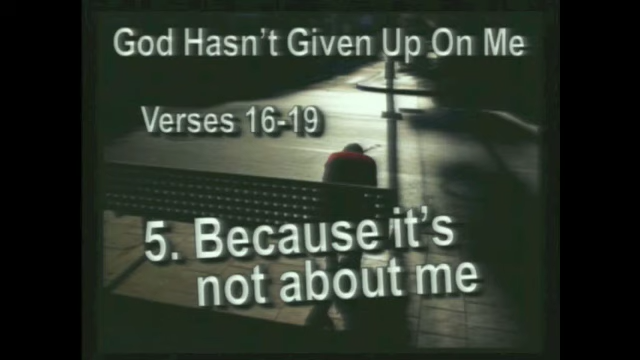 God Hasn't Given Up On Me
Verses 16-19
5. Because it's
not about me